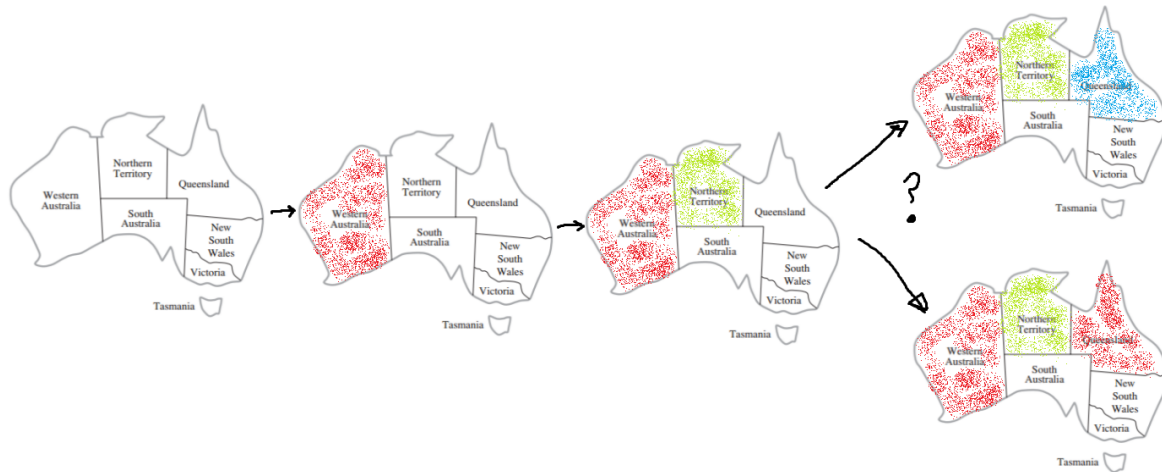 Western
Australia
Northern
Territory
South
Australia
Queensland
New
South
Wales
Victoria
Tasmania
Western
Australia
Northern
Territory
South
Australia
Queensland
New
South
Wales
Victoria
Tasmania
Western
Australia
Northern
Territory
South
Australia
Queensland
New
South
Wales
Victoria
Tasmania
?
Western
Australia
Northern
Territory
South
Australia
Queensland
New
South
Wales
Victoria
Tasmania
Western
Australia
Northern
Territory
South
Australia
Queensland
New
South
Wales
Victoria
Tasmania